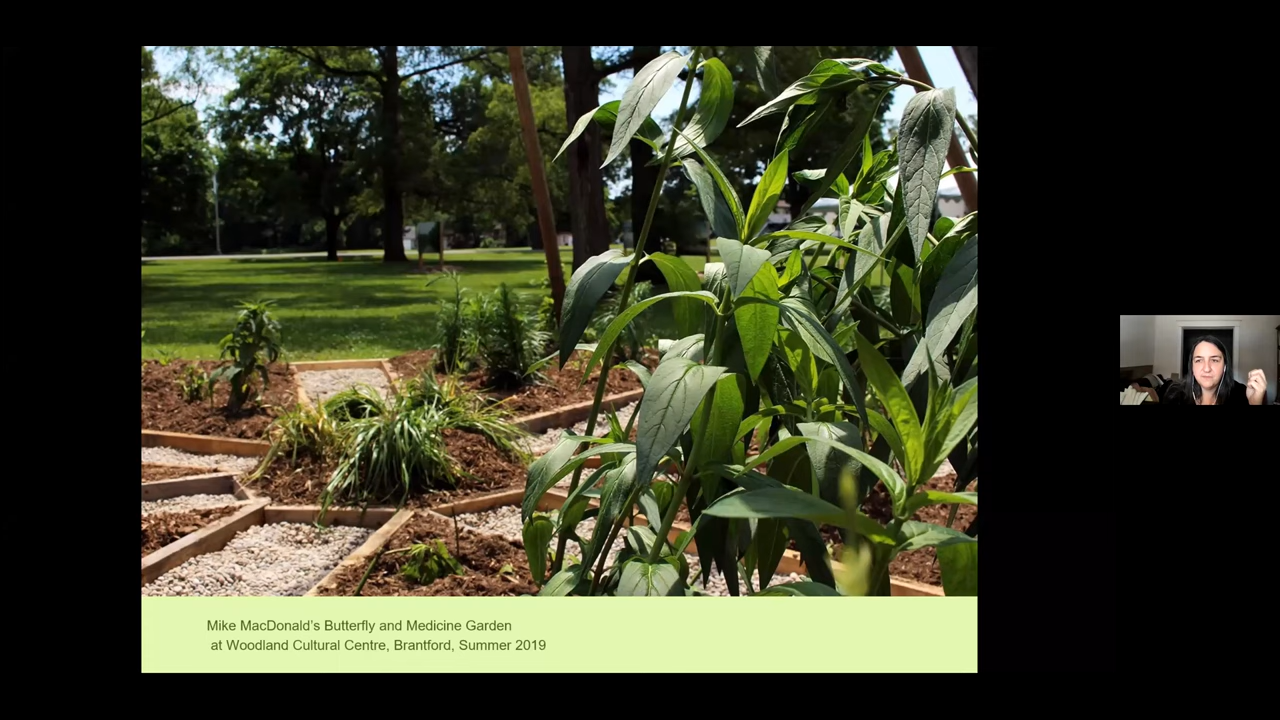 Mike MacDonald's Butterfly and Medicine Garden
at Woodland Cultural Centre, Brantford, Summer 2019